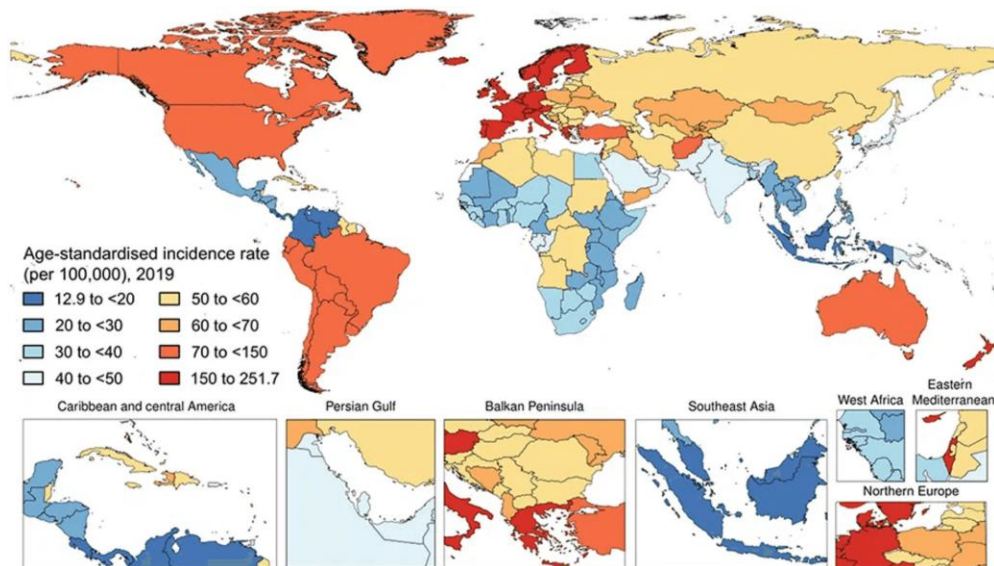 Age-standardised incidence rate
(per 100,000), 2019
12.9 to <20
20 to <30
30 to <40
40 to <50
50 to <60
60 to <70
70 to <150
150 to 251.7
Caribbean and central America
Persian Gulf
Balkan Peninsula
Southeast Asia
West Africa
Eastern
Mediterranean
Northern Europe